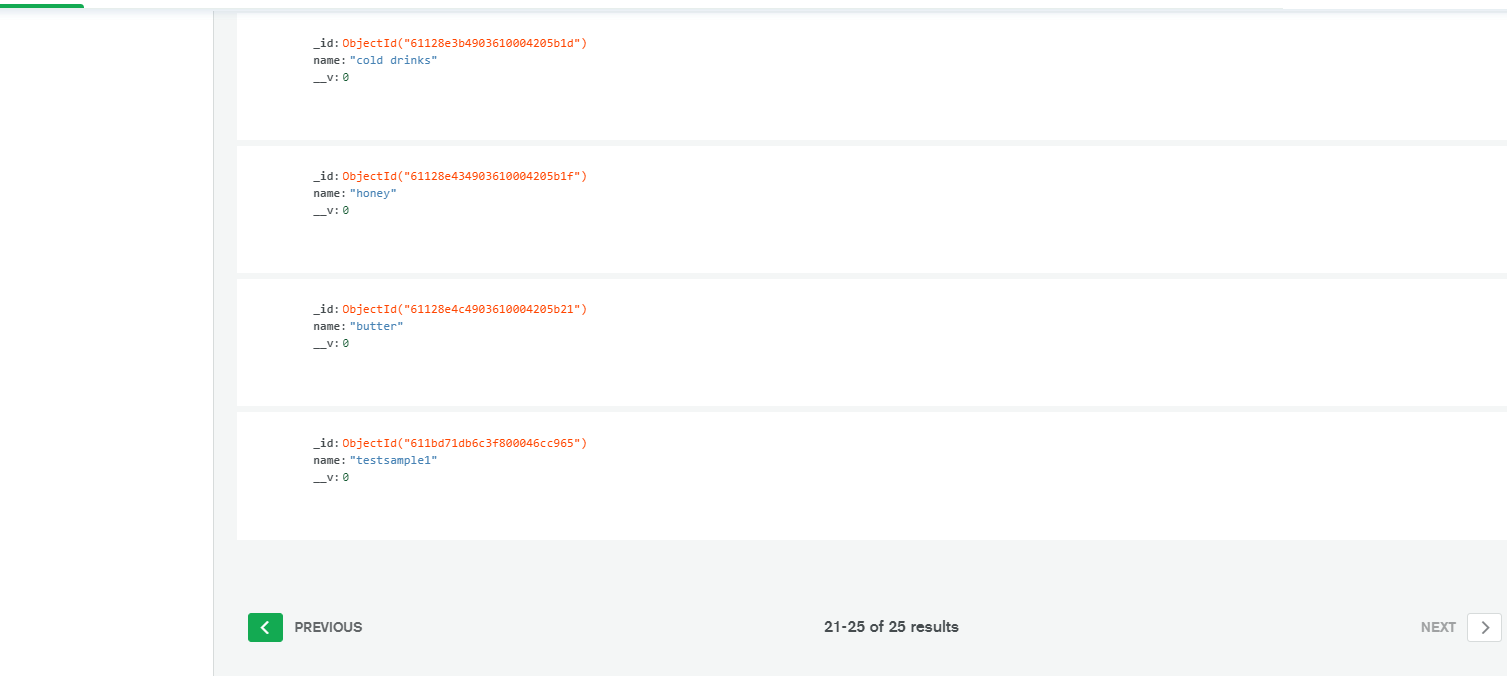 _id: ObjectId("61128e3b4903610004205b1d")
name: "cold drinks"
__v: 0
_id: ObjectId("61128e434903610004205b1f")
name: "honey"
__v: 0
_id: ObjectId("61128e4c4903610004205b21")
name: "butter"
__v: 0
_id: ObjectId("611bd71db6c3f800046cc965")
name: "testsample1"
__v: 0
PREVIOUS 21-25 of 25 results NEXT